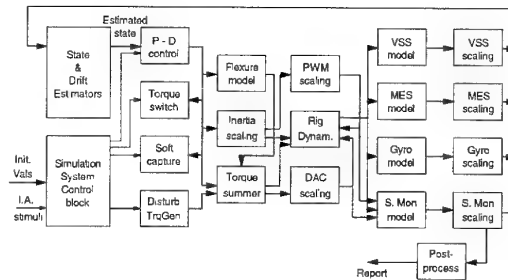 Estimated
state
State
&
Drift
Estimators
P - D
control
Flexure
model
PWM
scaling
VSS
model
VSS
scaling
Torque
switch
Inertia
scaling
Rig
Dynam.
MES
model
MES
scaling
Init.
Vals
I.A.
stimuli
Simulation
System
Control
block
Soft
capture
Gyro
model
Gyro
scaling
Disturb
TrqGen
Torque
summer
DAC
scaling
S. Mon
model
S. Mon
scaling
Post-
process
Report